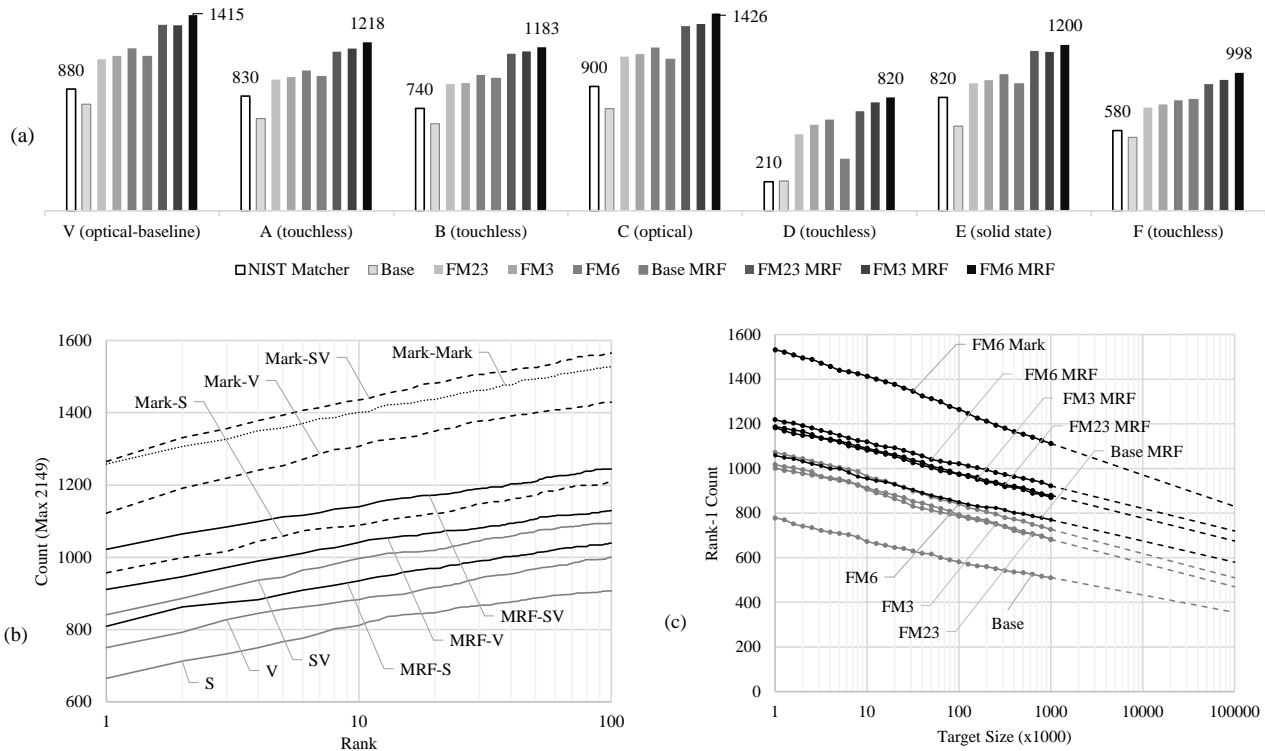 1415
1426
1218
1183
1200
998
880
830
740
900
820
820
580
210
(a)
V (optical-baseline) A (touchless) B (touchless) C (optical) D (touchless) E (solid state) F (touchless)
NIST Matcher Base FM23 FM3 FM6 Base MRF FM23 MRF FM3 MRF FM6 MRF
1600
1400
1200
1000
800
600
Count (Max 2149)
Mark-SV
Mark-Mark
Mark-V
Mark-S
MRF-SV
MRF-V
MRF-S
SV
V
S
1 10 100
Rank
(b)
1600
1400
1200
1000
800
600
400
200
0
Rank-1 Count
FM6 Mark
FM6 MRF
FM3 MRF
FM23 MRF
Base MRF
FM6
FM3
FM23
Base
1 10 100 1000 10000 100000
Target Size (x1000)
(c)